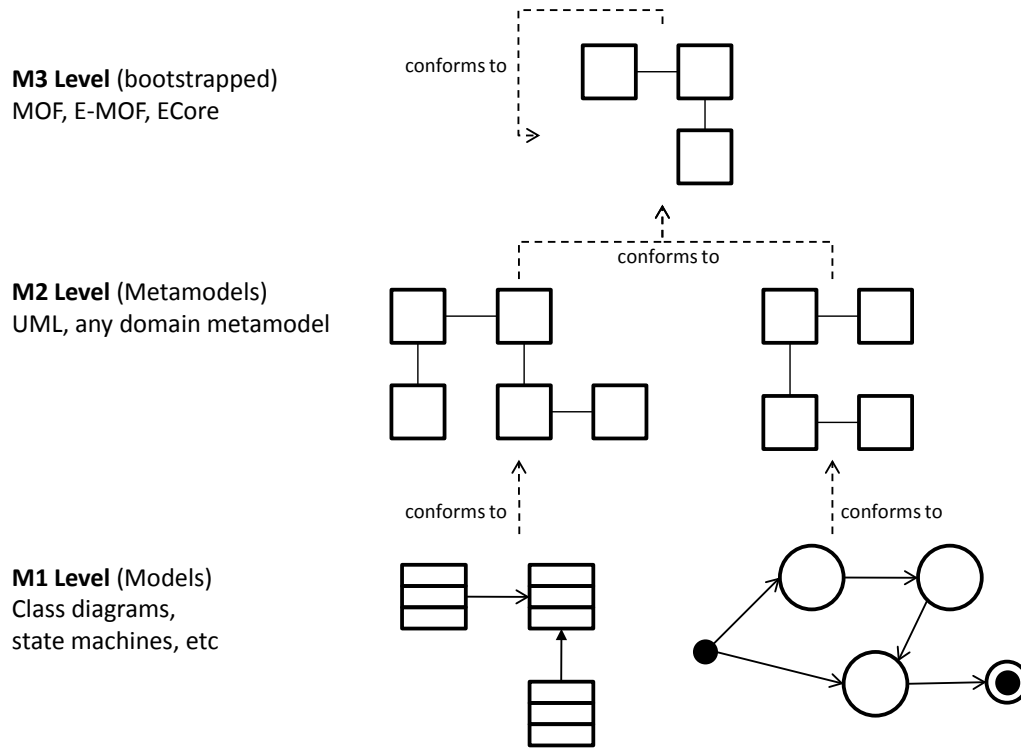 conforms to
M3 Level (bootstrapped)
MOF, E-MOF, ECore
conforms to
M2 Level (Metamodels)
UML, any domain metamodel
conforms to
conforms to
M1 Level (Models)
Class diagrams,
state machines, etc